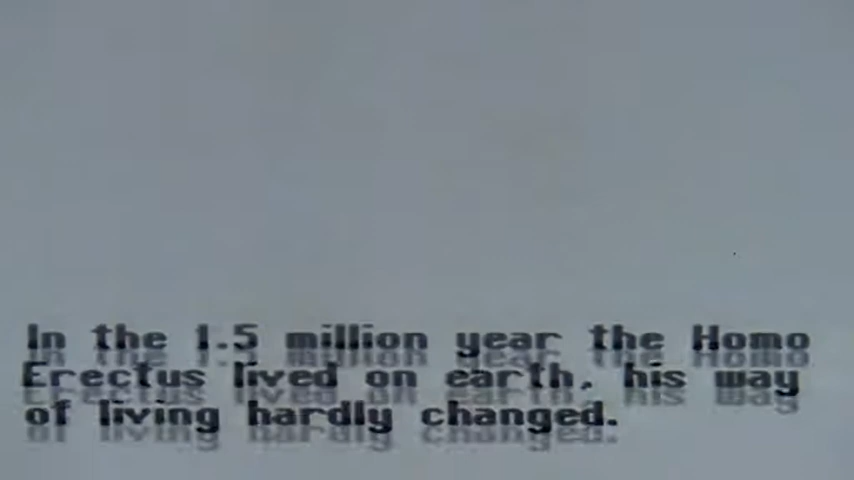 In the 1.5 million year the Homo
Erectus lived on earth, his way
of living hardly changed.